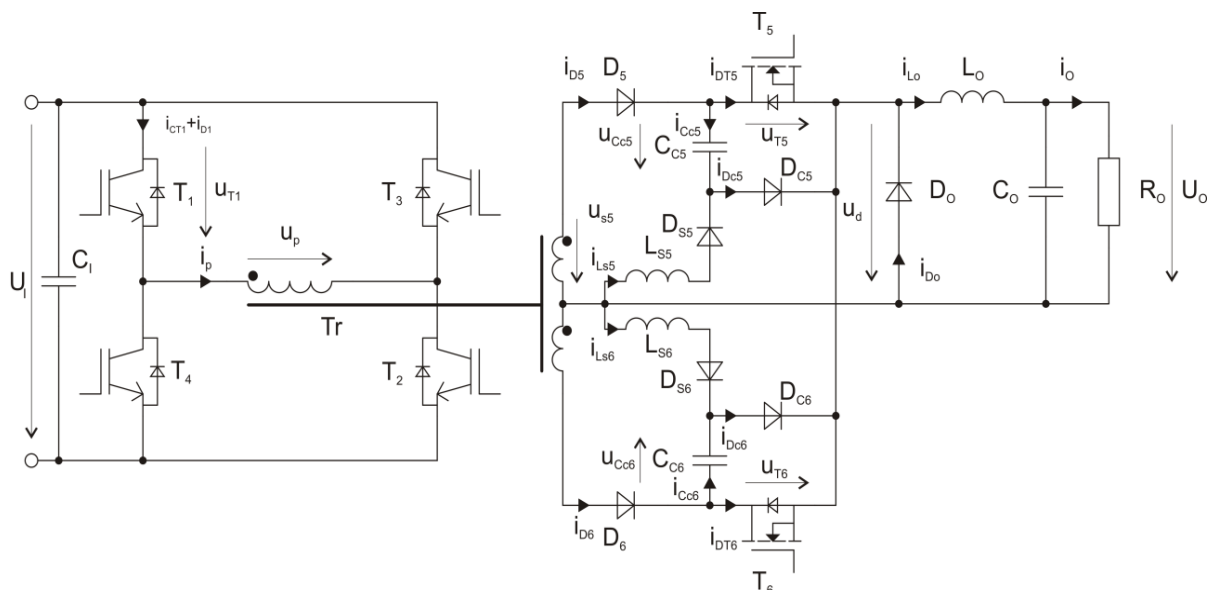 T5
iD5
D5
iDT5
iLo
LO
iO
iCT1+iD1
uCc5
iCc5
CC5
uT5
T1
uT1
T3
us5
iDc5
DC5
ud
DO
CO
RO
UO
up
DS5
iLs5
LS5
iDo
UI
CI
ip
Tr
iLs6
LS6
T4
T2
DS6
DC6
iDc6
uCc6
CC6
uT6
iCc6
iD6
D6
iDT6
T6